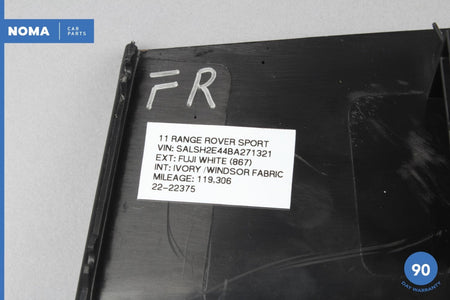 NOMA CAR PARTS
FR
11 RANGE ROVER SPORT
VIN: SALSH2E44BA271321
EXT: FUJI WHITE (867)
INT: IVORY /WINDSOR FABRIC
MILEAGE: 119,306
22-22375
90
DAY WARRANTY